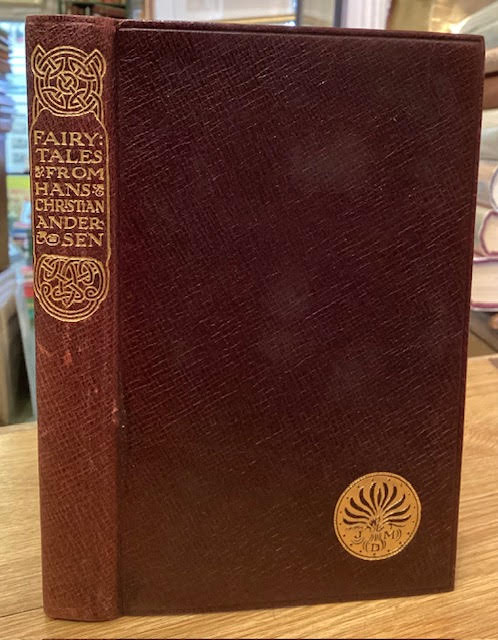 FAIRY:
TALES
FROM
HANS
CHRISTIAN
ANDER
SEN
J D M